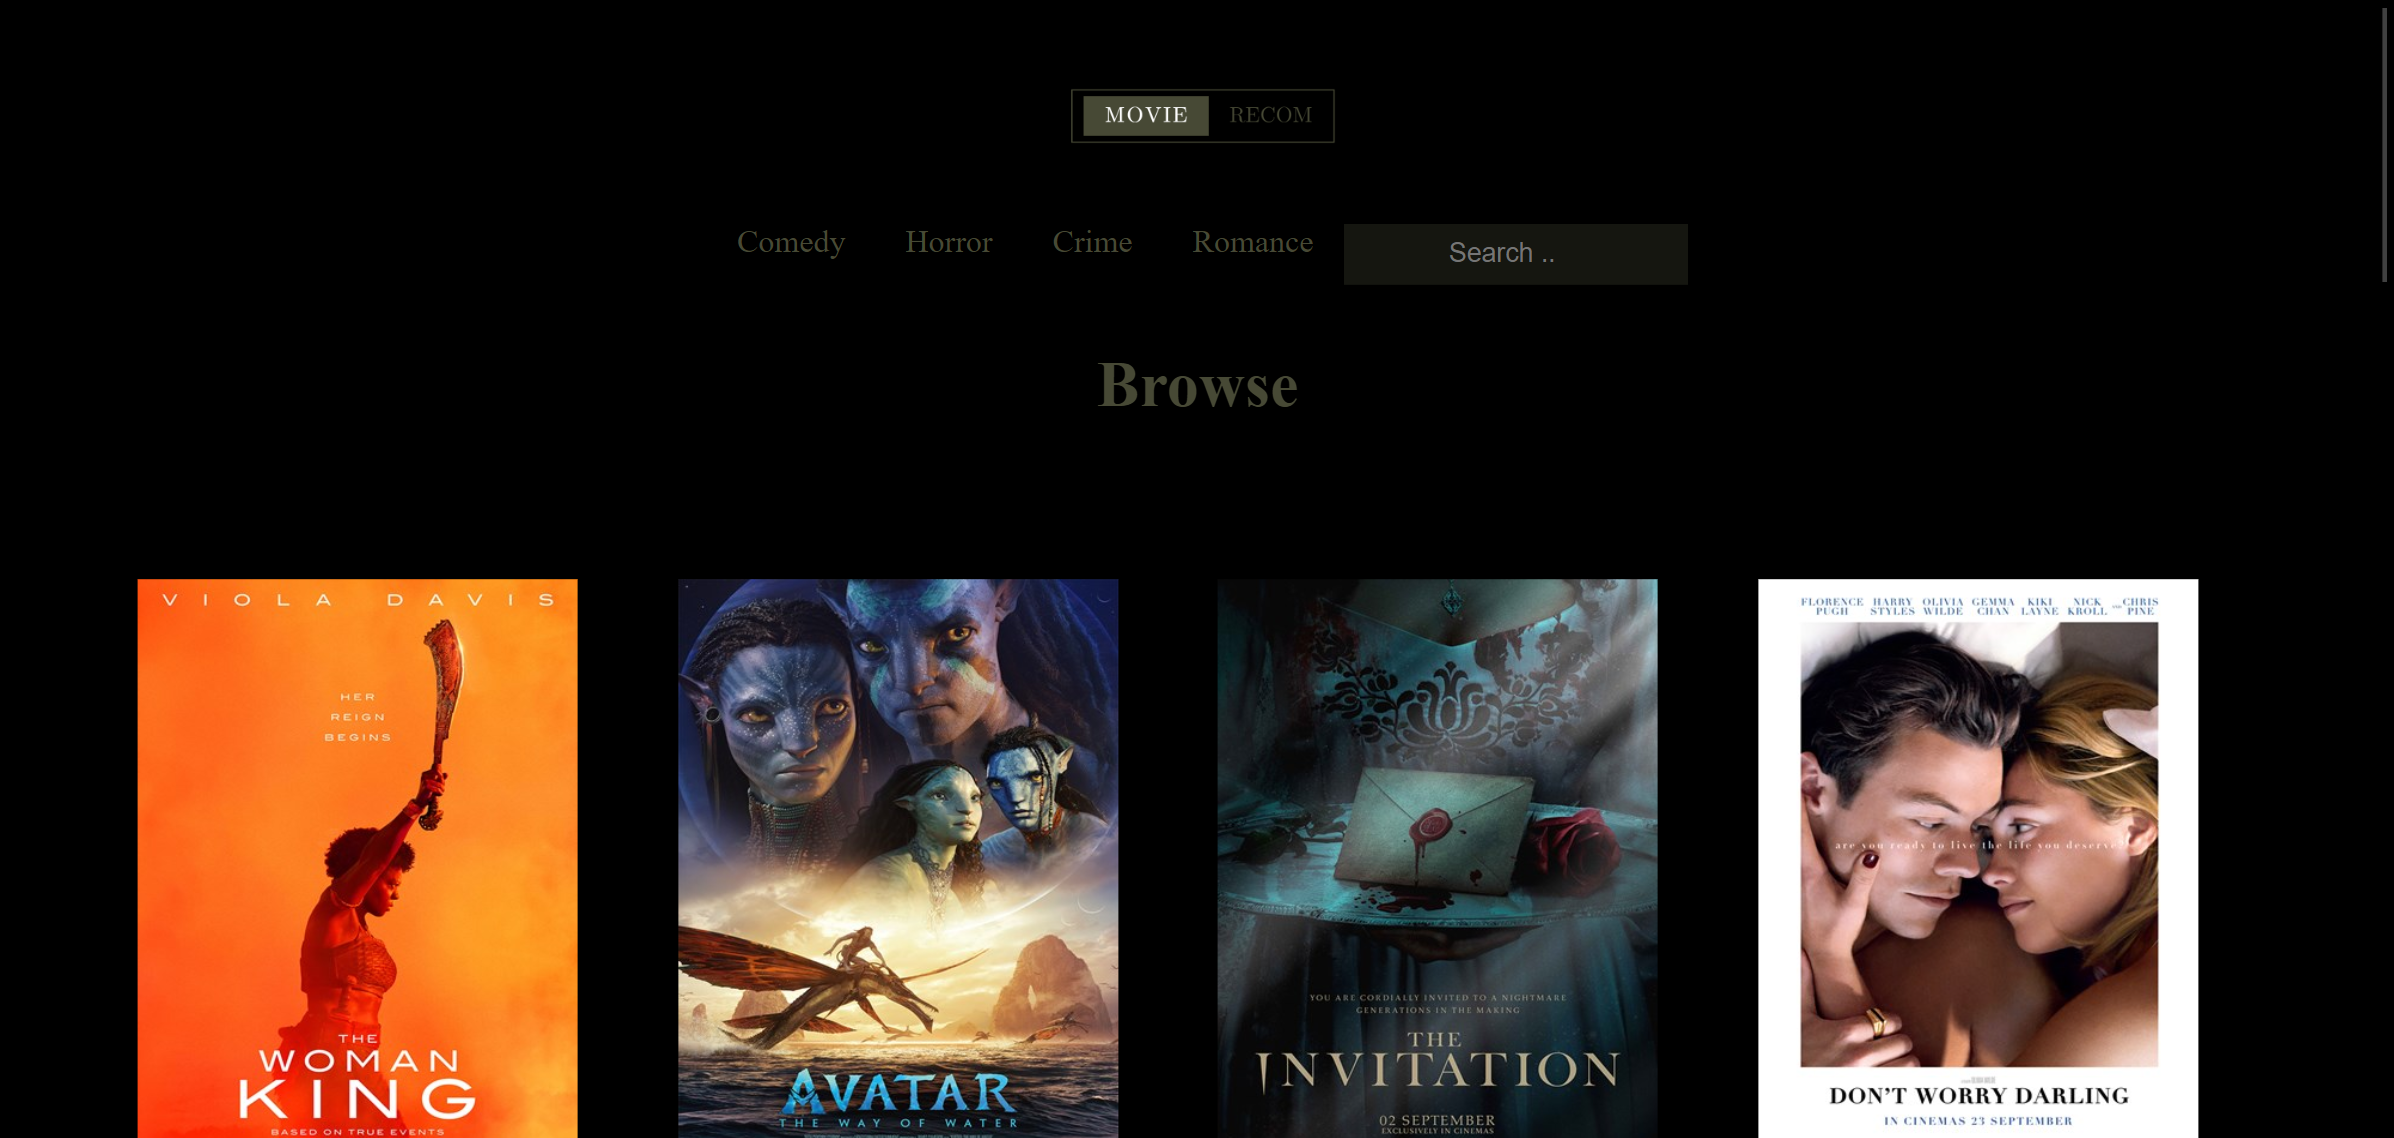 MOVIE RECOM
Comedy Horror Crime Romance Search ..
Browse
VIOLA DAVIS
HER
REIGN
BEGINS
THE
WOMAN
KING
BASED ON TRUE EVENTS
AVATAR
THE WAY OF WATER
YOU ARE CORDIALLY INVITED TO A NIGHTMARE
GENERATIONS IN THE MAKING
THE
INVITATION
02 SEPTEMBER
EXCLUSIVELY IN CINEMAS
FLORENCE HARRY OLIVIA GEMMA KIKI NICK AND CHRIS
PUGH STYLES WILDE CHAN LAYNE KROLL PINE
are you ready to live the life you deserve?
DON'T WORRY DARLING
IN CINEMAS 23 SEPTEMBER